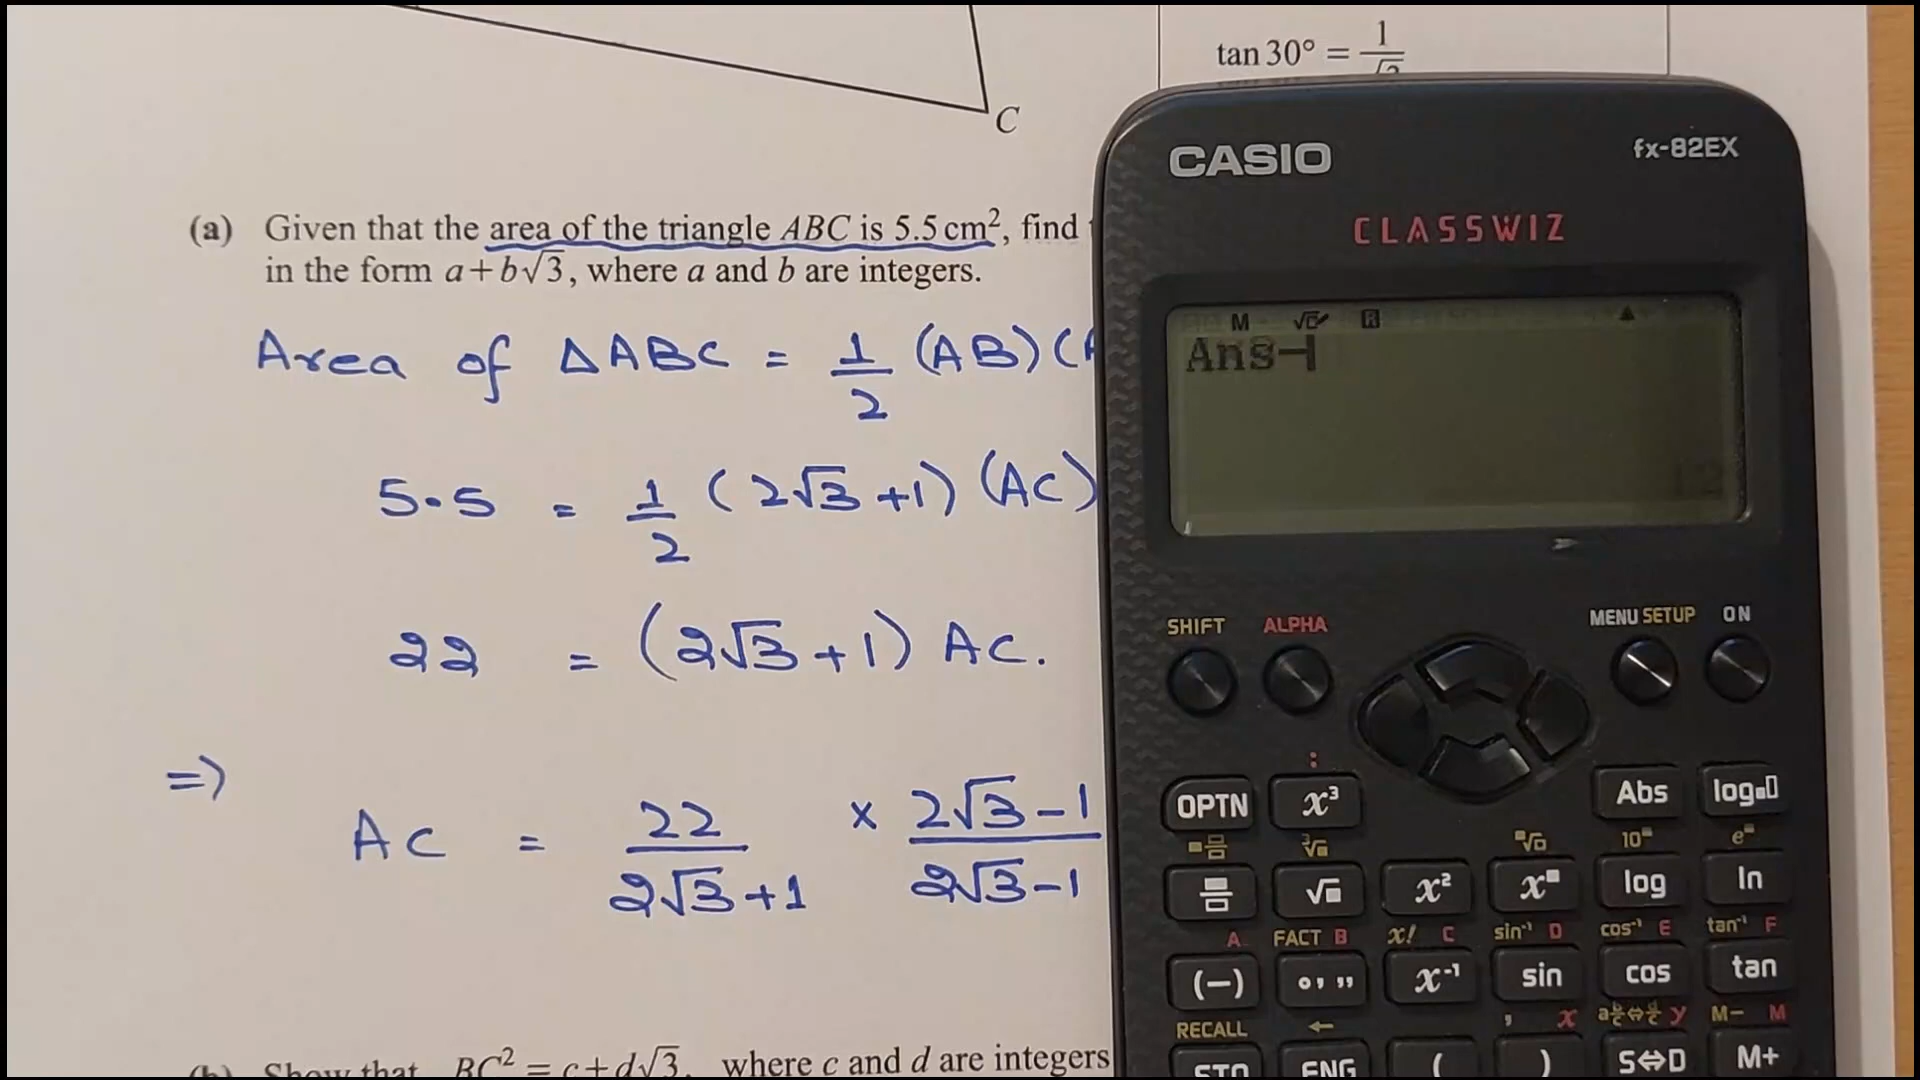 tan 30° = 1/√3
C
(a) Given that the area of the triangle ABC is 5.5 cm², find
in the form a+b√3, where a and b are integers.
Area of ΔABC = 1/2 (AB)(A
5.5 = 1/2 (2√3+1) (AC)
22 = (2√3+1) AC.
=> AC = 22/(2√3+1) × (2√3-1)/(2√3-1)
Show that BC² = c+d√3, where c and d are integers
CASIO fx-82EX
CLASSWIZ
M √ R ▲
Ans-
12
SHIFT ALPHA MENU SETUP ON
:
OPTN x³ Abs log▪▯
▪▤ ³√▪ ▪√▯ 10▪ e▪
√▪ x² x▪ log ln
A FACT B x! C sin⁻¹ D cos⁻¹ E tan⁻¹ F
(−) °’” x⁻¹ sin cos tan
RECALL ← , x a b/c⇔d/c y M− M
STO ENG ( ) S⇔D M+